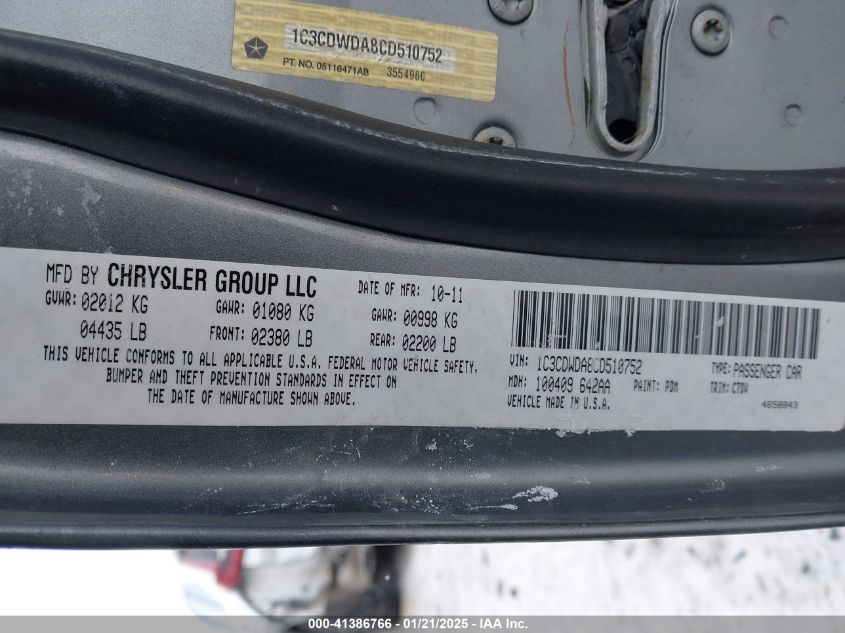 1C3CDWDA8CD510752
PT. NO. 05116471AB 3554960
MFD BY CHRYSLER GROUP LLC DATE OF MFR: 10-11
GVWR: 02012 KG GAWR: 01080 KG GAWR: 00998 KG
04435 LB FRONT: 02380 LB REAR: 02200 LB
THIS VEHICLE CONFORMS TO ALL APPLICABLE U.S.A. FEDERAL MOTOR VEHICLE SAFETY,
BUMPER AND THEFT PREVENTION STANDARDS IN EFFECT ON
THE DATE OF MANUFACTURE SHOWN ABOVE.
VIN: 1C3CDWDA8CD510752 TYPE: PASSENGER CAR
MDH: 100409 642AA PAINT: PDM TRIM: C7DV
VEHICLE MADE IN U.S.A. 4658843
000-41386766 - 01/21/2025 - IAA Inc.